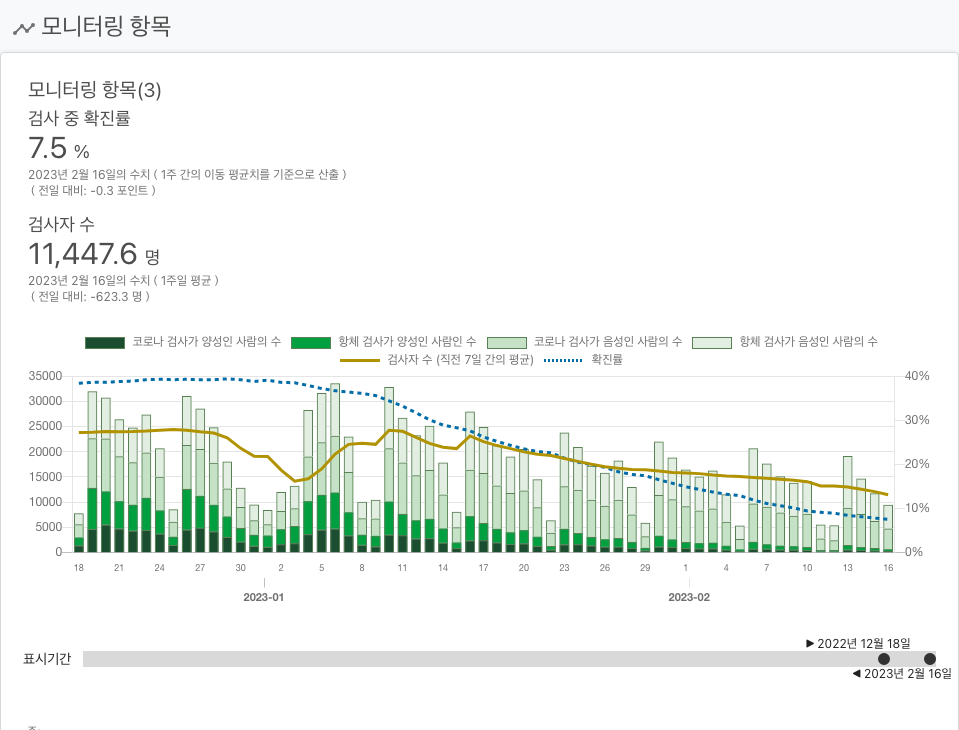 모니터링 항목
모니터링 항목(3)
검사 중 확진률
7.5 %
2023년 2월 16일의 수치 ( 1주 간의 이동 평균치를 기준으로 산출 )
( 전일 대비: -0.3 포인트 )
검사자 수
11,447.6 명
2023년 2월 16일의 수치 ( 1주일 평균 )
( 전일 대비: -623.3 명 )
코로나 검사가 양성인 사람의 수 항체 검사가 양성인 사람인 수 코로나 검사가 음성인 사람의 수 항체 검사가 음성인 사람의 수
검사자 수 (직전 7일 간의 평균) 확진률
35000 40%
30000
25000 30%
20000
20%
15000
10000 10%
5000
0 0%
18 21 24 27 30 2 5 8 11 14 17 20 23 26 29 1 4 7 10 13 16
2023-01 2023-02
▶ 2022년 12월 18일
표시기간
◀ 2023년 2월 16일